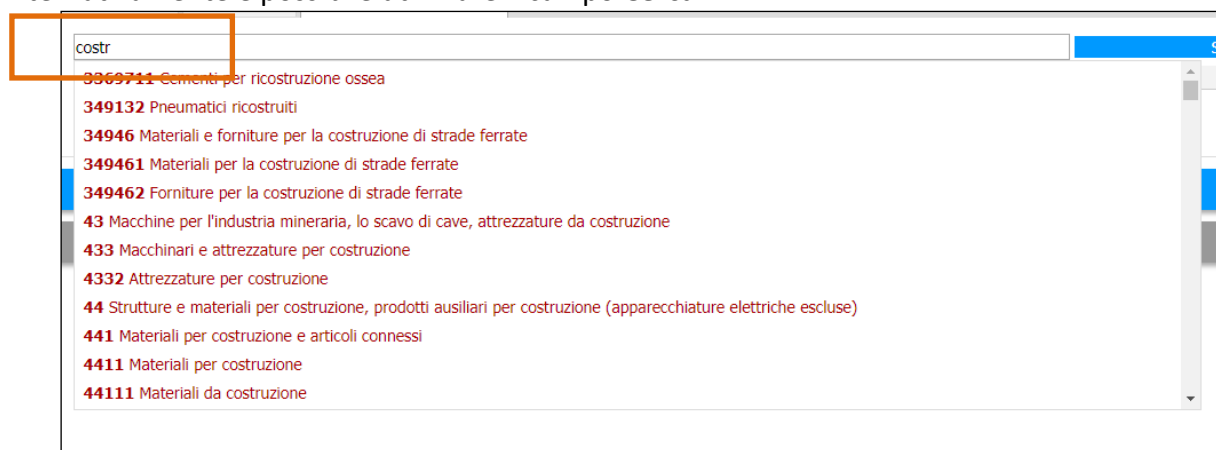 costr
S
3369711 Cementi per ricostruzione ossea
349132 Pneumatici ricostruiti
34946 Materiali e forniture per la costruzione di strade ferrate
349461 Materiali per la costruzione di strade ferrate
349462 Forniture per la costruzione di strade ferrate
43 Macchine per l'industria mineraria, lo scavo di cave, attrezzature da costruzione
433 Macchinari e attrezzature per costruzione
4332 Attrezzature per costruzione
44 Strutture e materiali per costruzione, prodotti ausiliari per costruzione (apparecchiature elettriche escluse)
441 Materiali per costruzione e articoli connessi
4411 Materiali per costruzione
44111 Materiali da costruzione